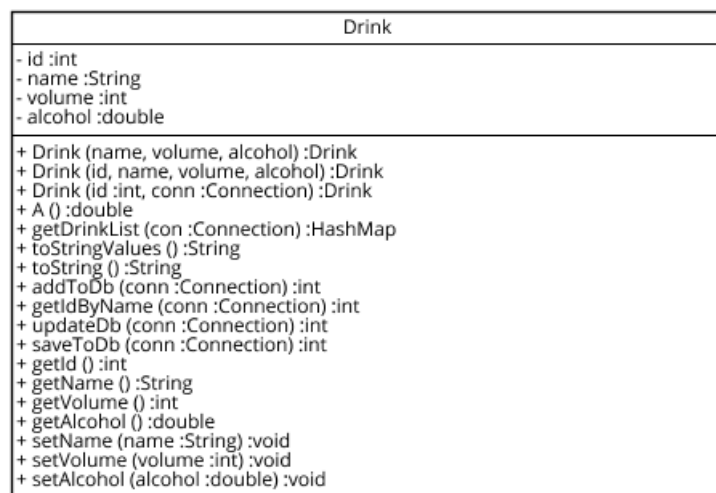 Drink
- id :int
- name :String
- volume :int
- alcohol :double
+ Drink (name, volume, alcohol) :Drink
+ Drink (id, name, volume, alcohol) :Drink
+ Drink (id :int, conn :Connection) :Drink
+ A () :double
+ getDrinkList (con :Connection) :HashMap
+ toStringValues () :String
+ toString () :String
+ addToDb (conn :Connection) :int
+ getIdByName (conn :Connection) :int
+ updateDb (conn :Connection) :int
+ saveToDb (conn :Connection) :int
+ getId () :int
+ getName () :String
+ getVolume () :int
+ getAlcohol () :double
+ setName (name :String) :void
+ setVolume (volume :int) :void
+ setAlcohol (alcohol :double) :void